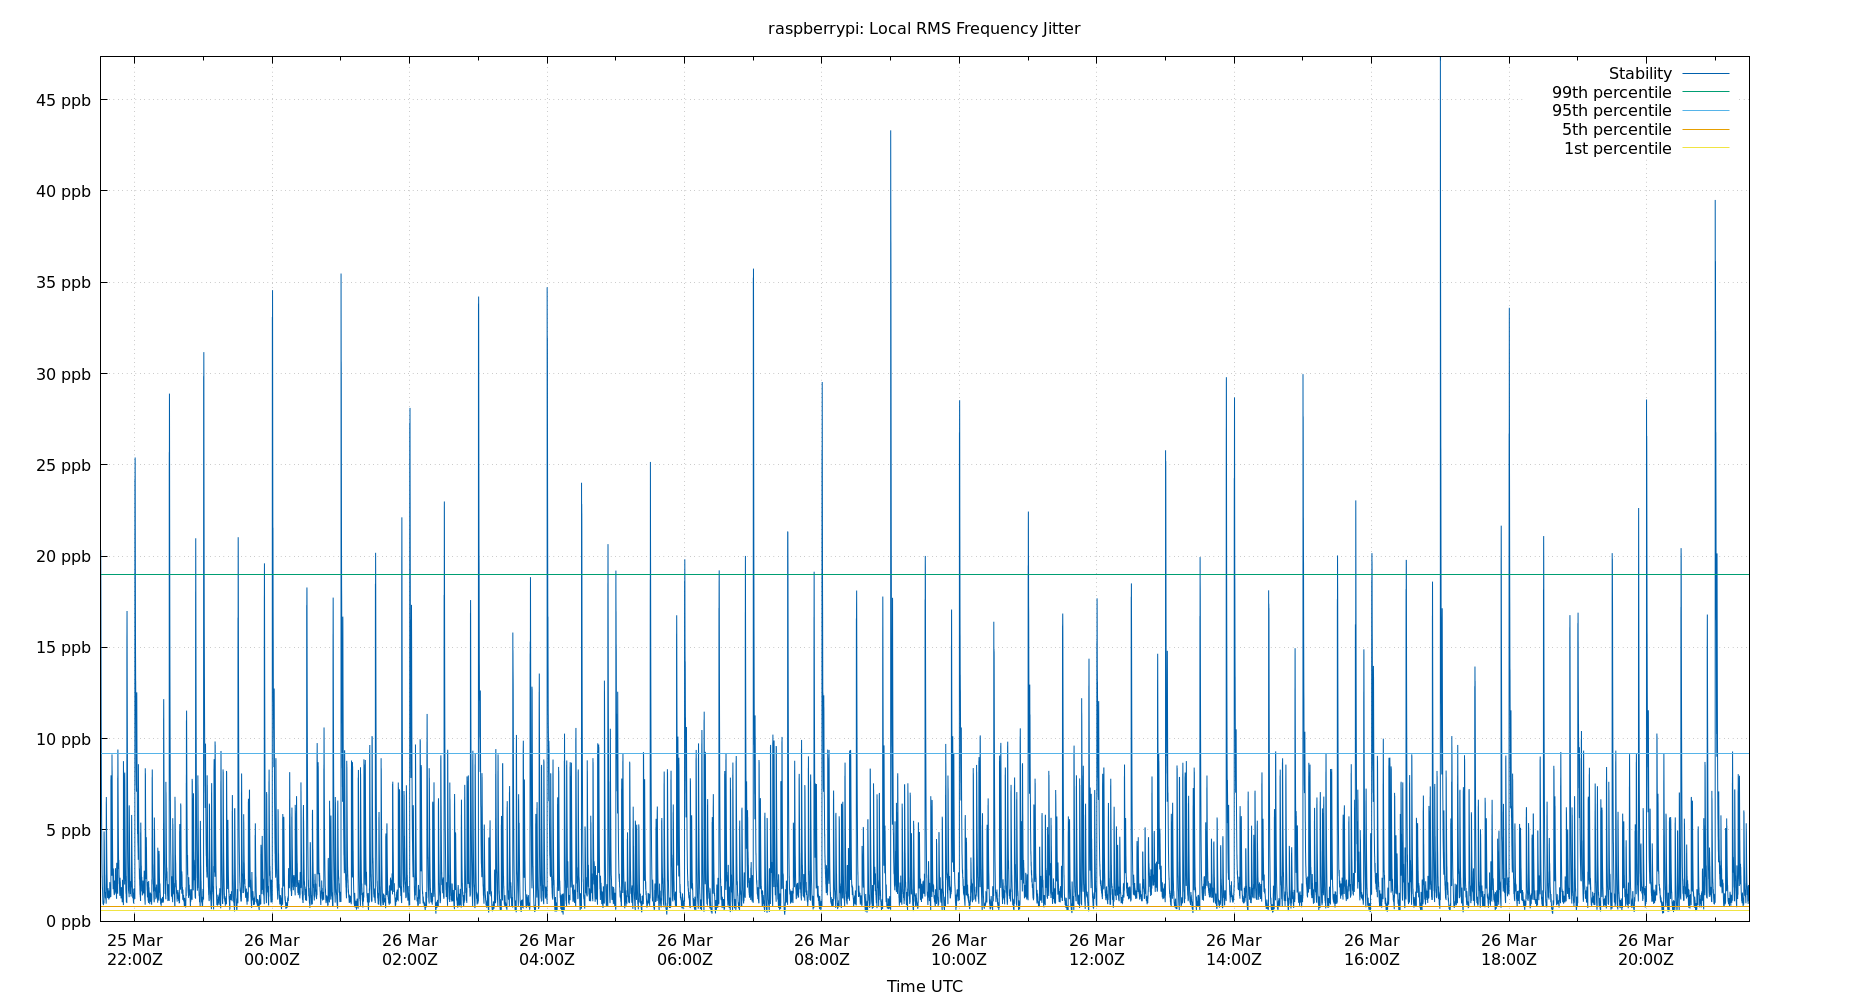 raspberrypi: Local RMS Frequency Jitter
Stability
99th percentile
95th percentile
5th percentile
1st percentile
45 ppb
40 ppb
35 ppb
30 ppb
25 ppb
20 ppb
15 ppb
10 ppb
5 ppb
0 ppb
25 Mar 26 Mar 26 Mar 26 Mar 26 Mar 26 Mar 26 Mar 26 Mar 26 Mar 26 Mar 26 Mar 26 Mar
22:00Z 00:00Z 02:00Z 04:00Z 06:00Z 08:00Z 10:00Z 12:00Z 14:00Z 16:00Z 18:00Z 20:00Z
Time UTC